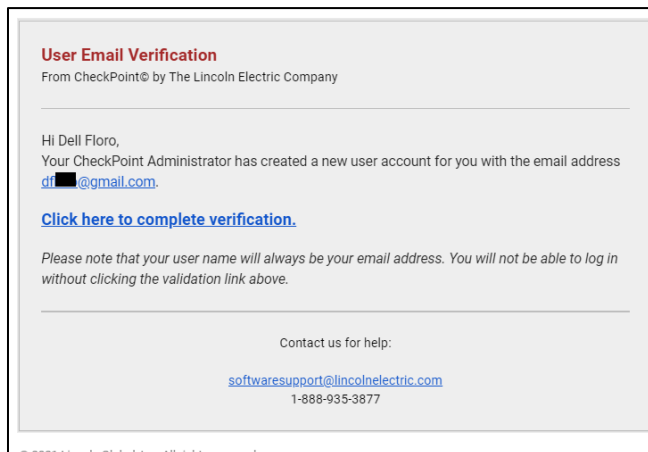 User Email Verification
From CheckPoint© by The Lincoln Electric Company
Hi Dell Floro,
Your CheckPoint Administrator has created a new user account for you with the email address
df @gmail.com.
Click here to complete verification.
Please note that your user name will always be your email address. You will not be able to log in
without clicking the validation link above.
Contact us for help:
softwaresupport@lincolnelectric.com
1-888-935-3877